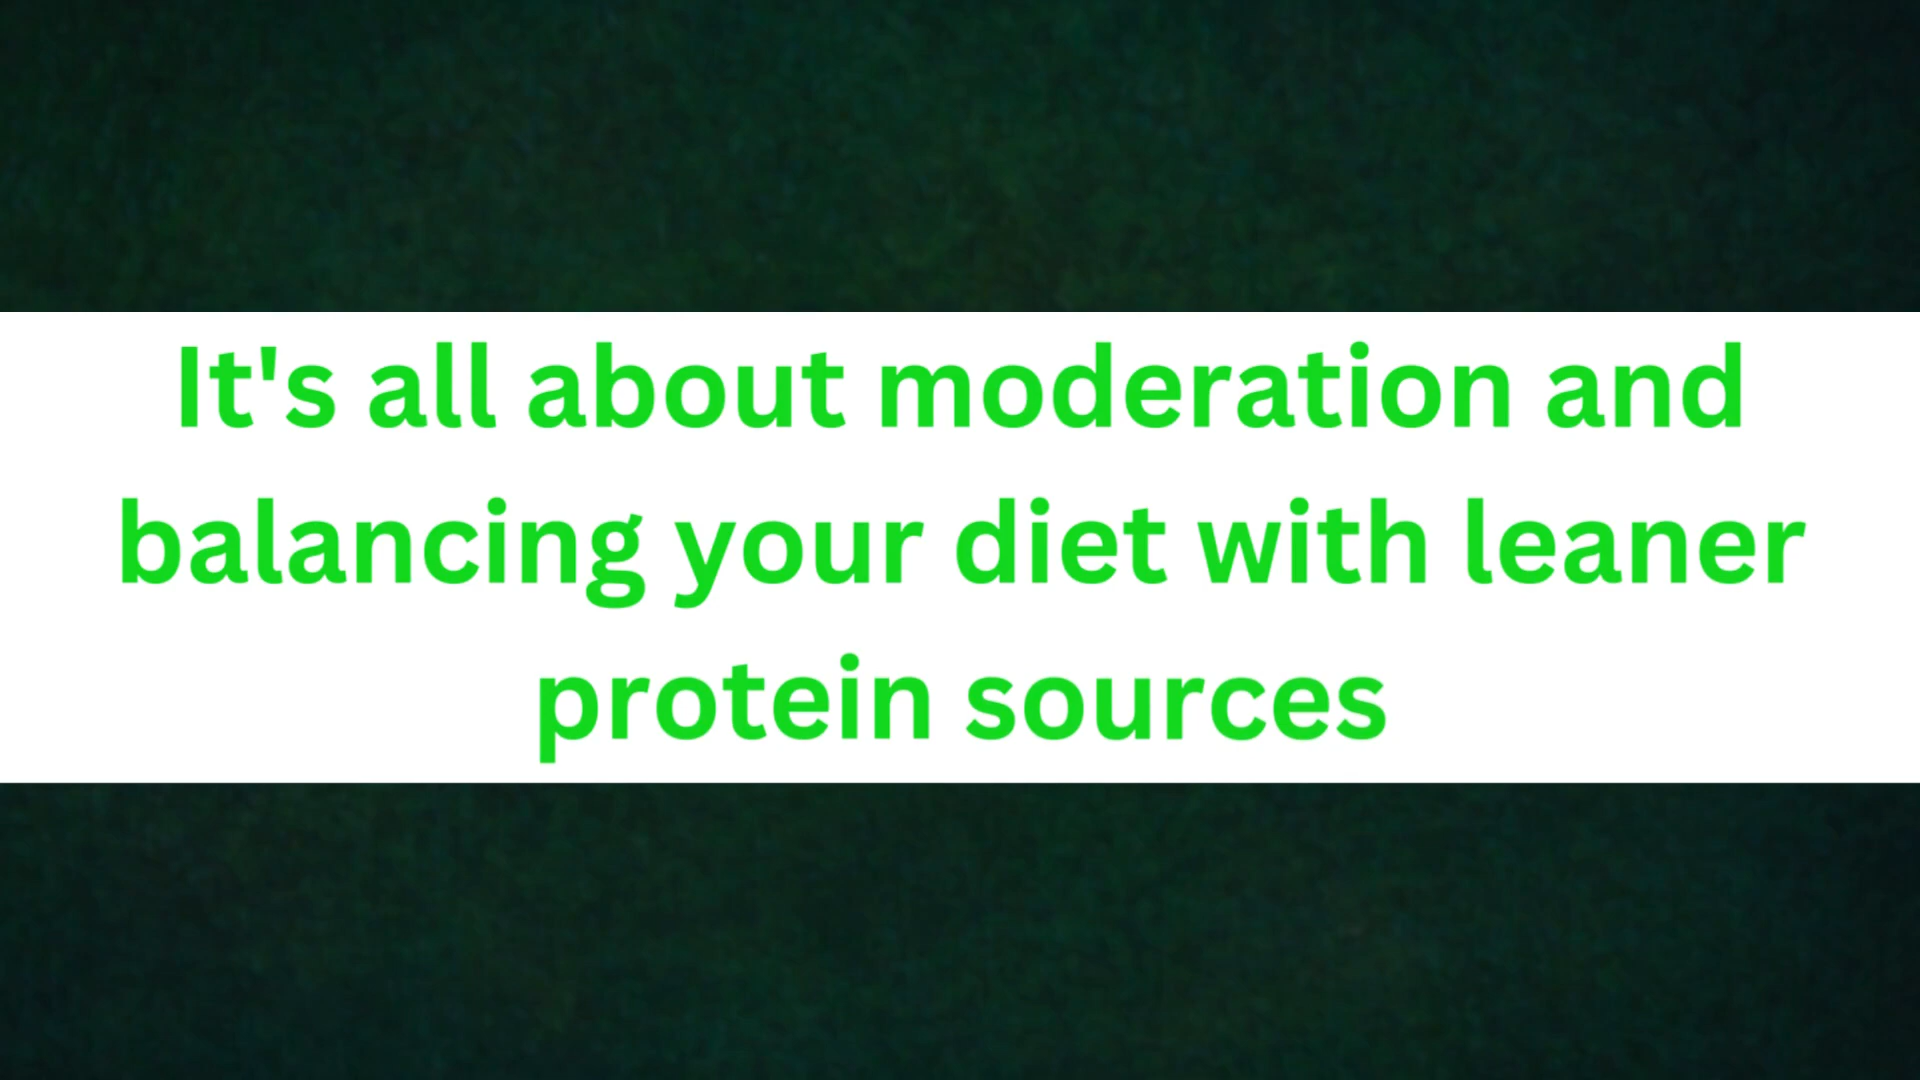 It's all about moderation and
balancing your diet with leaner
protein sources